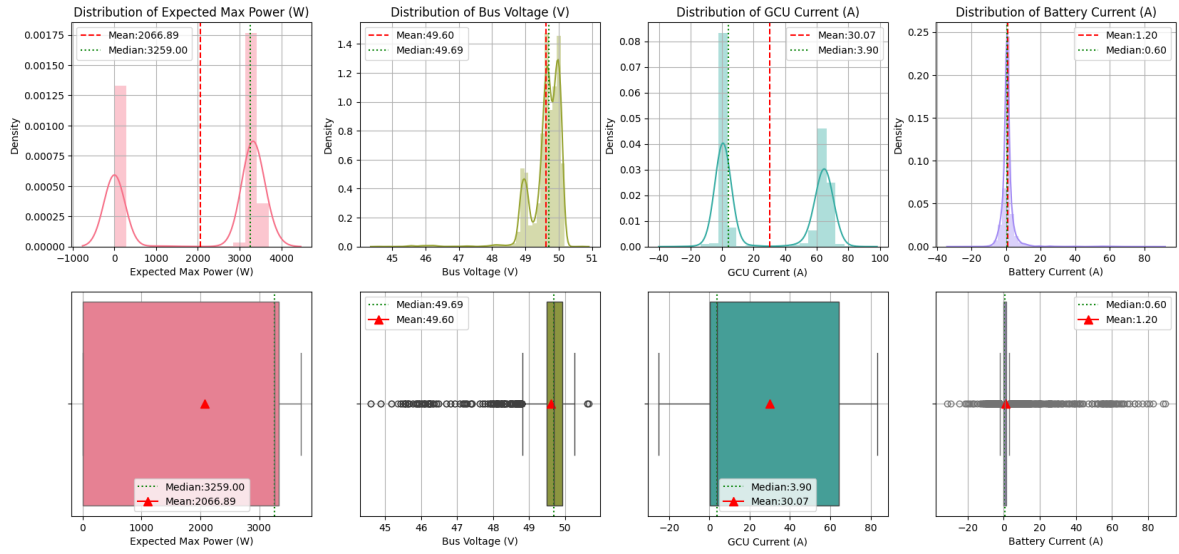 Distribution of Expected Max Power (W)
Mean:2066.89
Median:3259.00
0.00175
0.00150
0.00125
0.00100
0.00075
0.00050
0.00025
0.00000
Density
-1000 0 1000 2000 3000 4000
Expected Max Power (W)
Distribution of Bus Voltage (V)
Mean:49.60
Median:49.69
1.4
1.2
1.0
0.8
0.6
0.4
0.2
0.0
Density
45 46 47 48 49 50 51
Bus Voltage (V)
Distribution of GCU Current (A)
Mean:30.07
Median:3.90
0.08
0.07
0.06
0.05
0.04
0.03
0.02
0.01
0.00
Density
−40 −20 0 20 40 60 80 100
GCU Current (A)
Distribution of Battery Current (A)
Mean:1.20
Median:0.60
0.25
0.20
0.15
0.10
0.05
0.00
Density
−40 −20 0 20 40 60 80
Battery Current (A)
Median:3259.00
Mean:2066.89
0 1000 2000 3000
Expected Max Power (W)
Median:49.69
Mean:49.60
45 46 47 48 49 50
Bus Voltage (V)
Median:3.90
Mean:30.07
−20 0 20 40 60 80
GCU Current (A)
Median:0.60
Mean:1.20
−20 0 20 40 60 80
Battery Current (A)